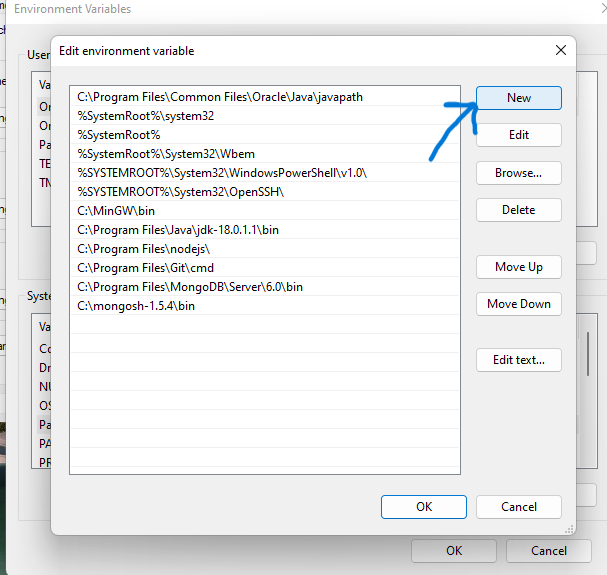 Environment Variables
Edit environment variable
User
Va
Or
Or
Pa
TE
TN
C:\Program Files\Common Files\Oracle\Java\javapath
%SystemRoot%\system32
%SystemRoot%
%SystemRoot%\System32\Wbem
%SYSTEMROOT%\System32\WindowsPowerShell\v1.0\
%SYSTEMROOT%\System32\OpenSSH\
C:\MinGW\bin
C:\Program Files\Java\jdk-18.0.1.1\bin
C:\Program Files\nodejs\
C:\Program Files\Git\cmd
C:\Program Files\MongoDB\Server\6.0\bin
C:\mongosh-1.5.4\bin
New
Edit
Browse...
Delete
Move Up
Move Down
Edit text...
Syste
Va
Co
Dr
NU
OS
Pa
PA
PR
OK
Cancel
OK
Cancel